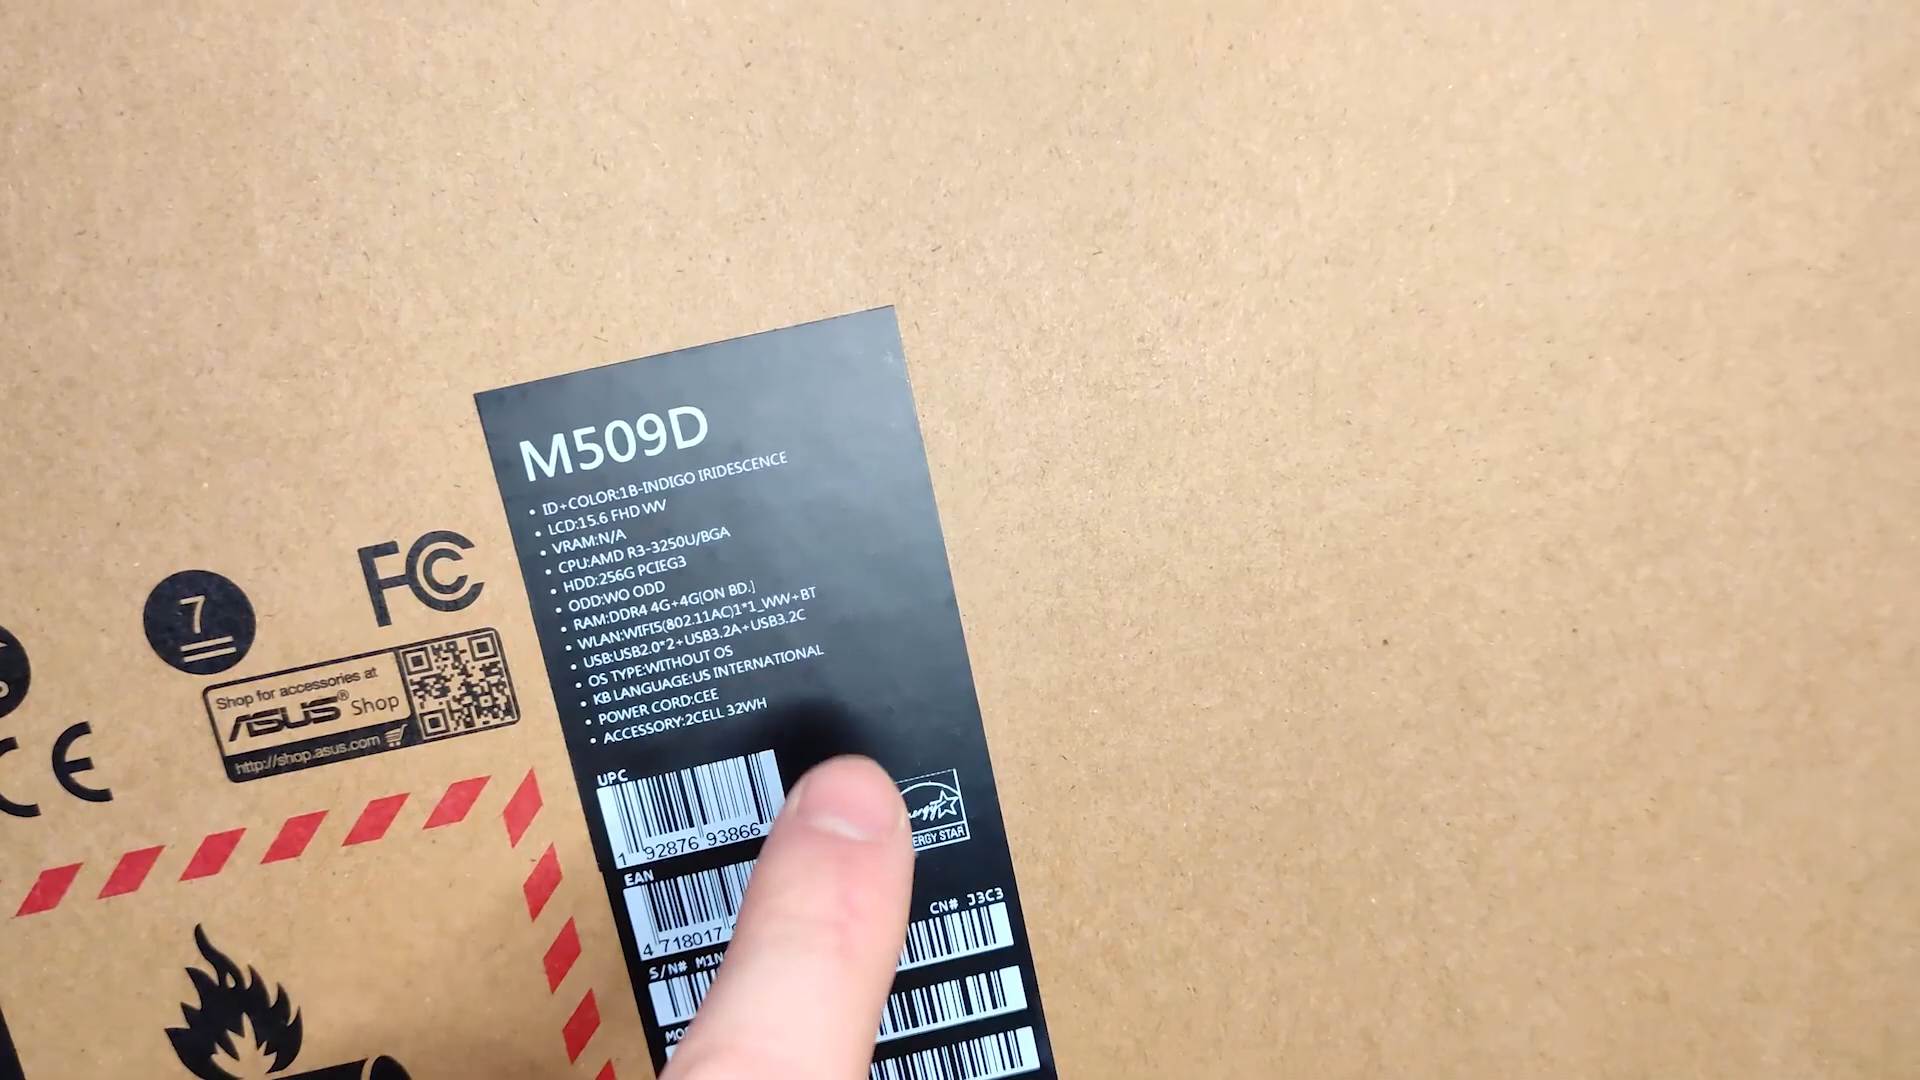 M509D
• ID+COLOR:1B-INDIGO IRIDESCENCE
• LCD:15.6 FHD WV
• VRAM:N/A
• CPU:AMD R3-3250U/BGA
• HDD:256G PCIEG3
• ODD:WO ODD
• RAM:DDR4 4G+4G[ON BD.]
• WLAN:WIFI5(802.11AC)1*1_WW+BT
• USB:USB2.0*2+USB3.2A+USB3.2C
• OS TYPE:WITHOUT OS
• KB LANGUAGE:US INTERNATIONAL
• POWER CORD:CEE
• ACCESSORY:2CELL 32WH
UPC
1 92876 93866
EAN
4 718017
S/N# M1N
CN# J3C3
ENERGY STAR
FC
7
Shop for accessories at
ASUS® Shop
http://shop.asus.com
CE